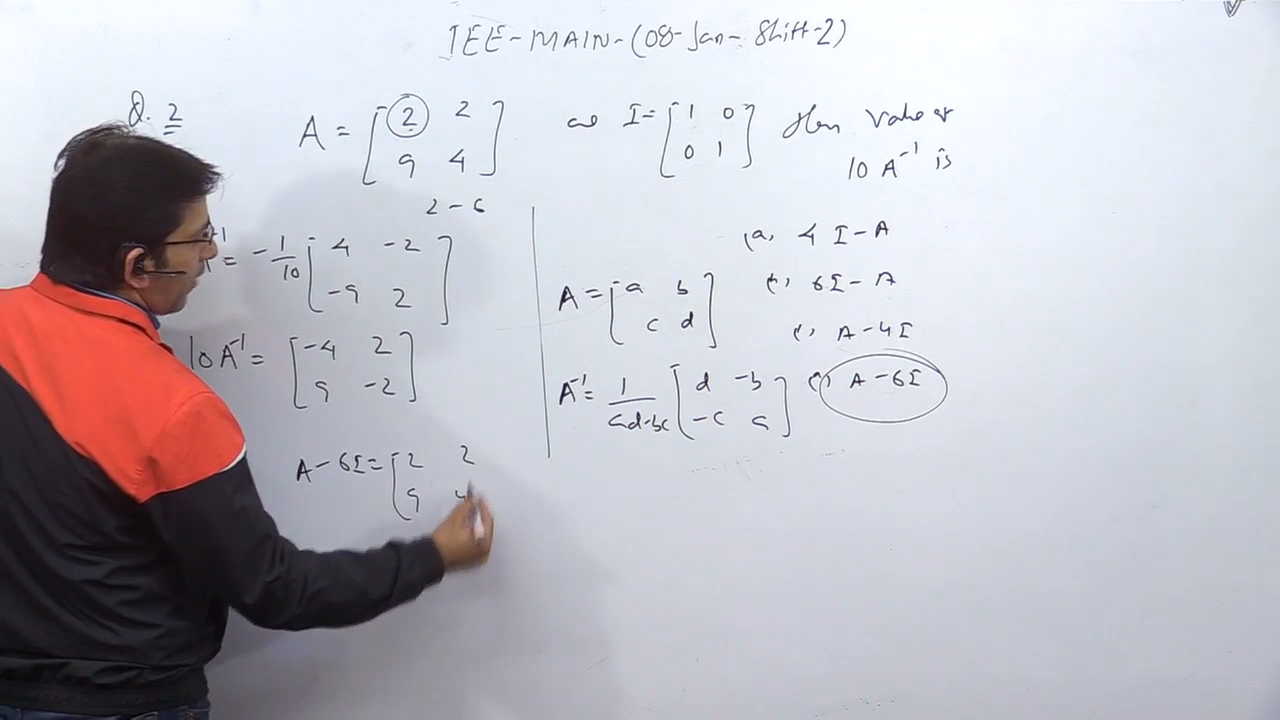 JEE-MAIN-(08-Jan-Shift-2)
Q. 2
A = [2 2
9 4]
I = [1 0
0 1]
then value of
10 A⁻¹ is
2 - 6
= -1/10 [4 -2
-9 2]
10 A⁻¹ = [-4 2
9 -2]
A - 6I = [2 2
9 4
A = [a b
c d]
A⁻¹ = 1/ad-bc [d -b
-c a]
(a, 4 I - A
6I - A
A - 4I
A - 6I